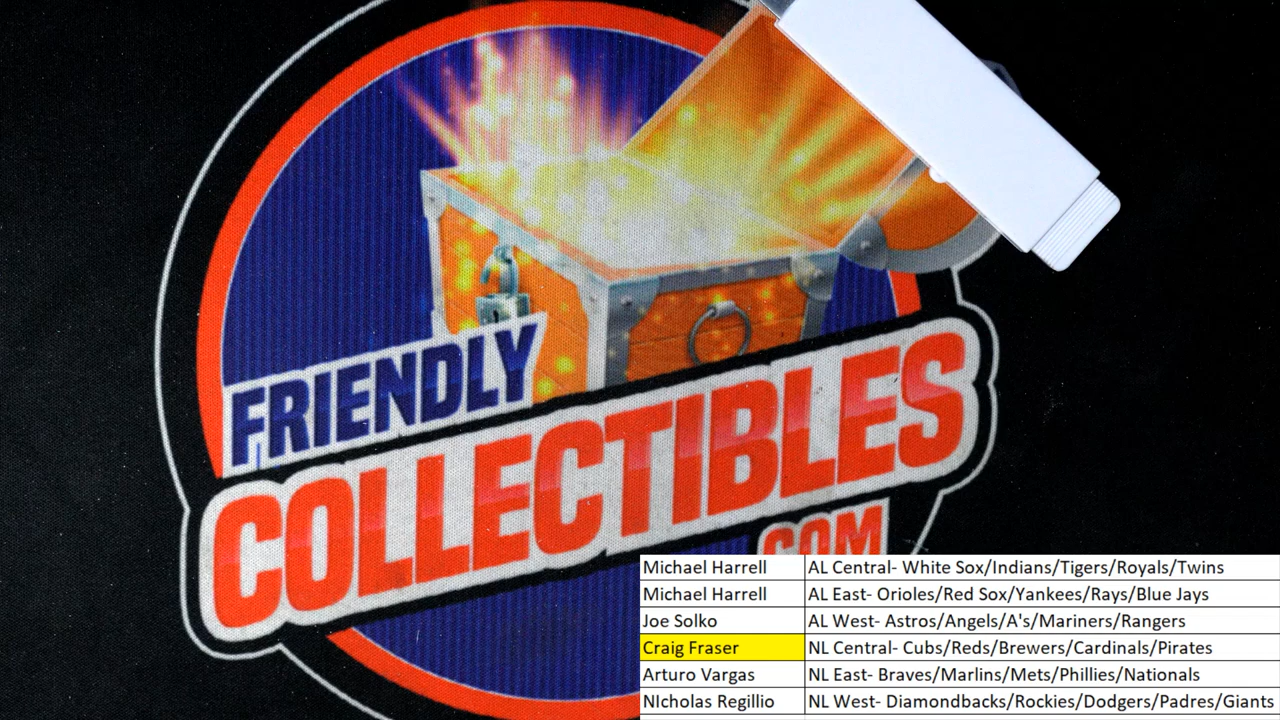 FRIENDLY
COLLECTIBLES
.COM
Michael Harrell AL Central- White Sox/Indians/Tigers/Royals/Twins
Michael Harrell AL East- Orioles/Red Sox/Yankees/Rays/Blue Jays
Joe Solko AL West- Astros/Angels/A's/Mariners/Rangers
Craig Fraser NL Central- Cubs/Reds/Brewers/Cardinals/Pirates
Arturo Vargas NL East- Braves/Marlins/Mets/Phillies/Nationals
NIcholas Regillio NL West- Diamondbacks/Rockies/Dodgers/Padres/Giants